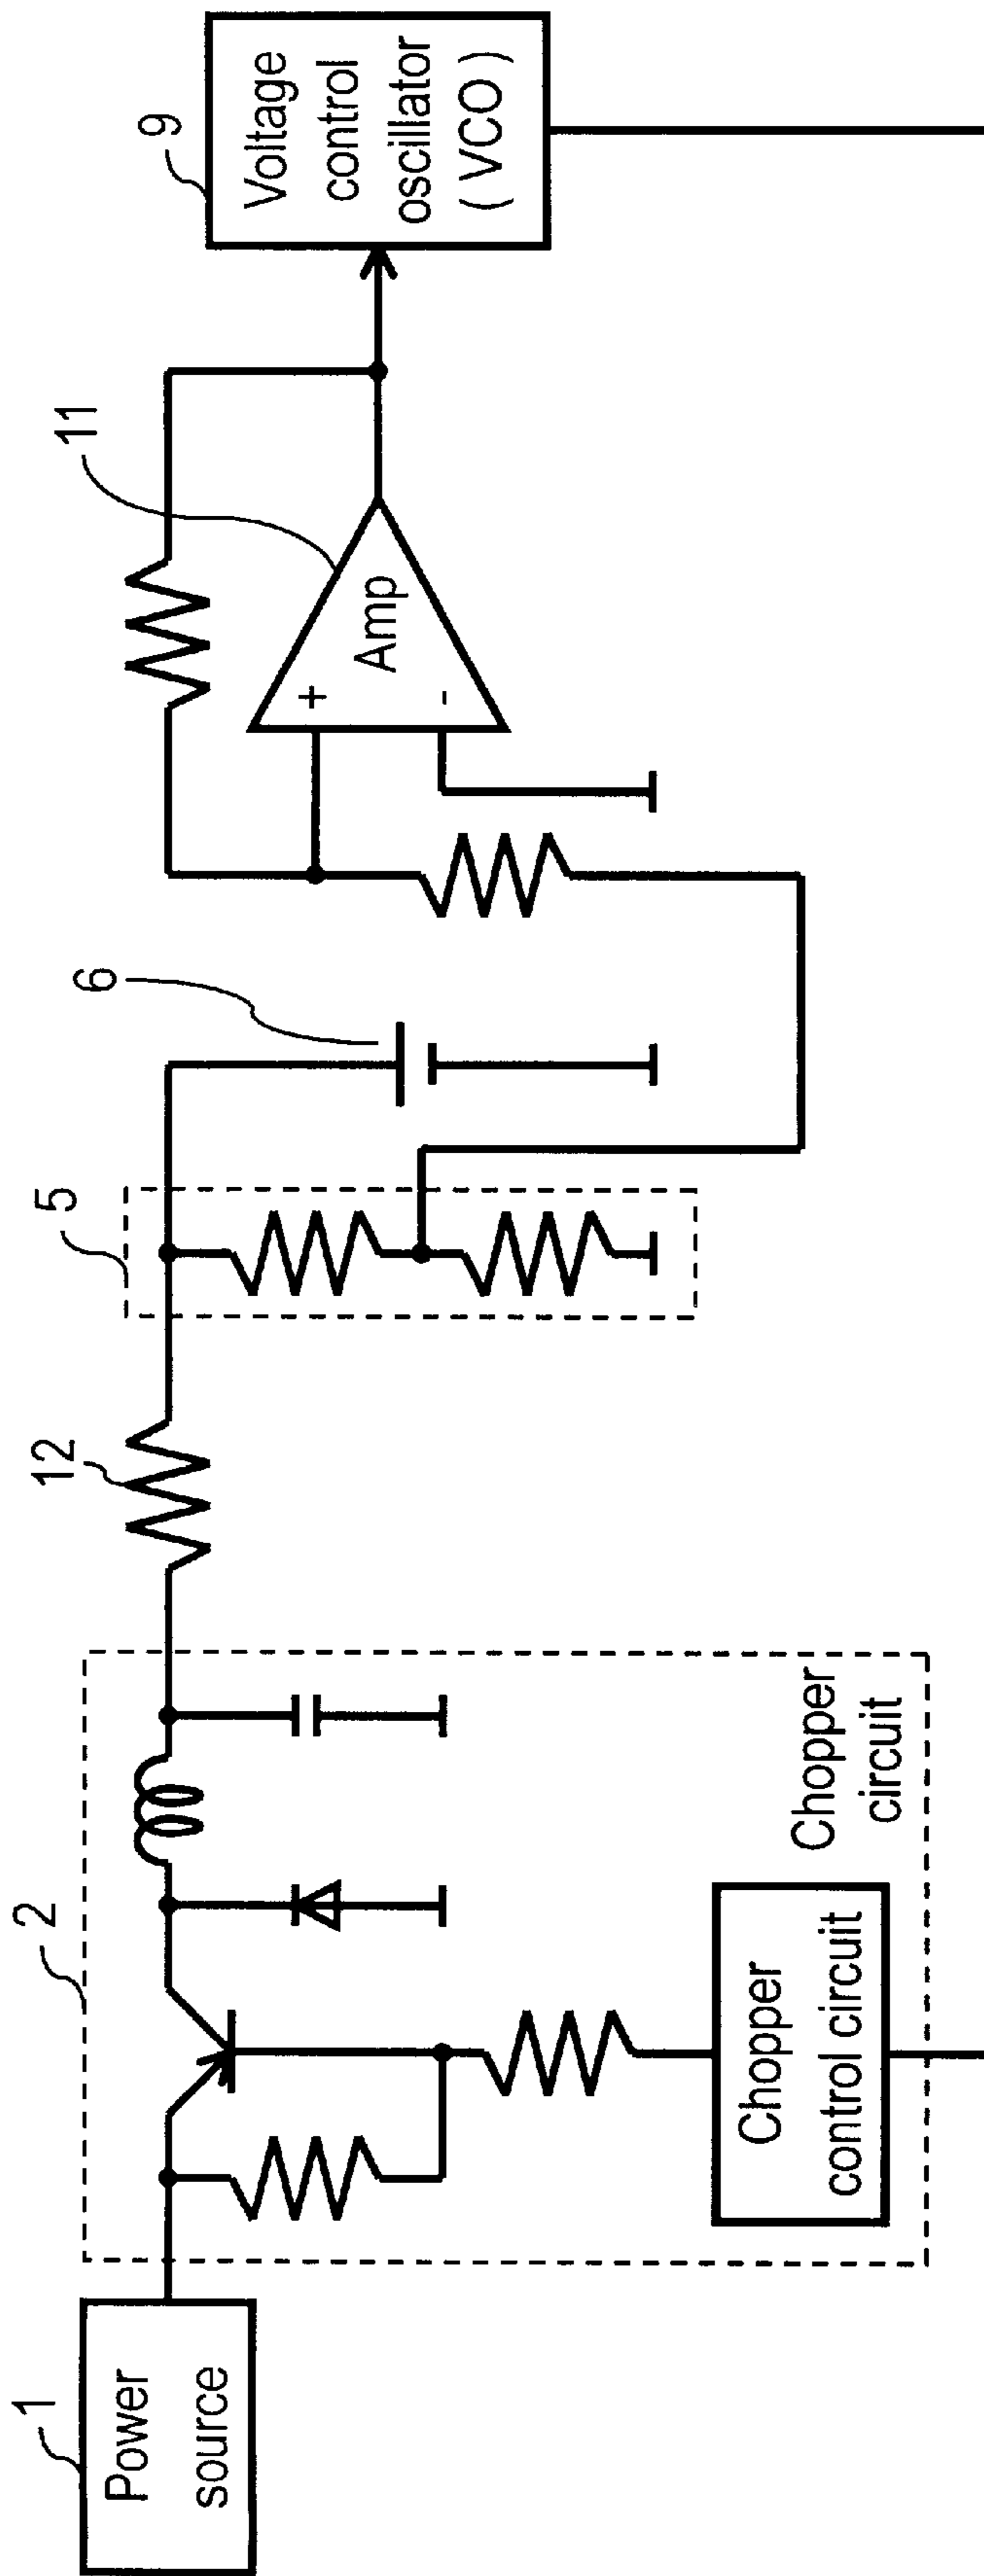 1
Power
source
2
Chopper
control circuit
Chopper
circuit
12
5
6
11
+
-
Amp
9
Voltage
control
oscillator
( VCO )